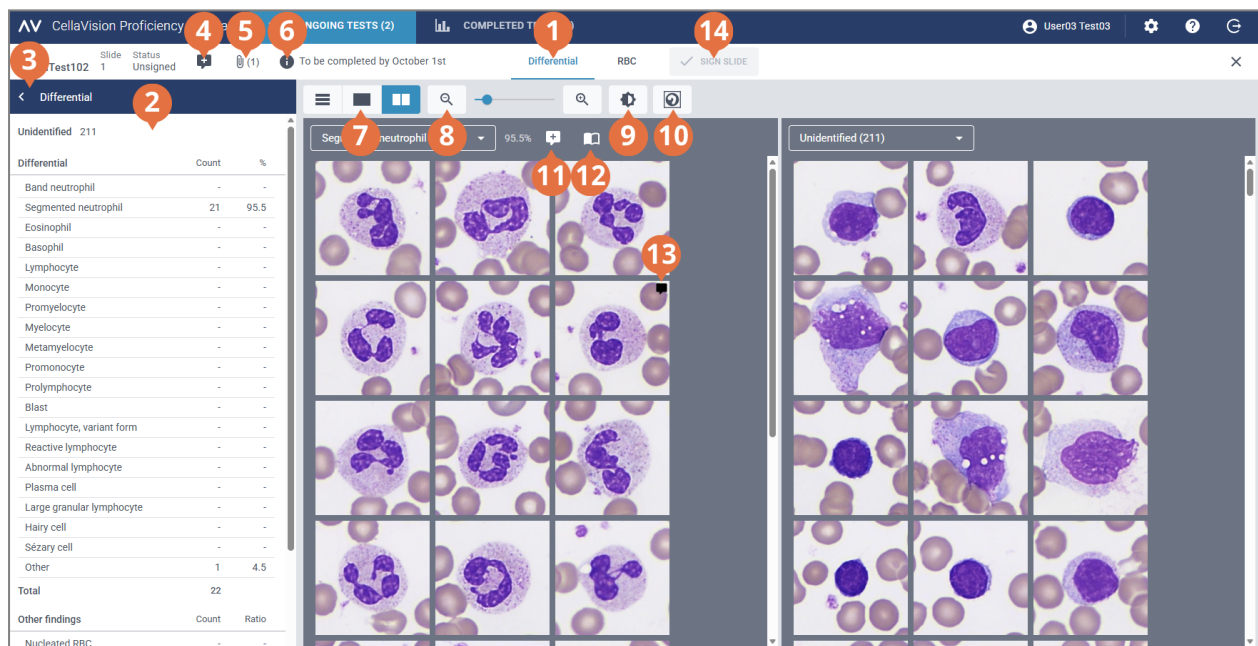 CellaVision Proficiency
ONGOING TESTS (2)
COMPLETED
User03 Test03
4
5
6
1
14
3
Test102
Slide
1
Status
Unsigned
(1)
To be completed by October 1st
Differential
RBC
SIGN SLIDE
Differential
2
7
8
9
10
Unidentified 211
Differential Count %
Band neutrophil - -
Segmented neutrophil 21 95.5
Eosinophil - -
Basophil - -
Lymphocyte - -
Monocyte - -
Promyelocyte - -
Myelocyte - -
Metamyelocyte - -
Promonocyte - -
Prolymphocyte - -
Blast - -
Lymphocyte, variant form - -
Reactive lymphocyte - -
Abnormal lymphocyte - -
Plasma cell - -
Large granular lymphocyte - -
Hairy cell - -
Sézary cell - -
Other 1 4.5
Total 22
Other findings Count Ratio
Nucleated RBC - -
neutrophil
95.5%
11
12
13
Unidentified (211)